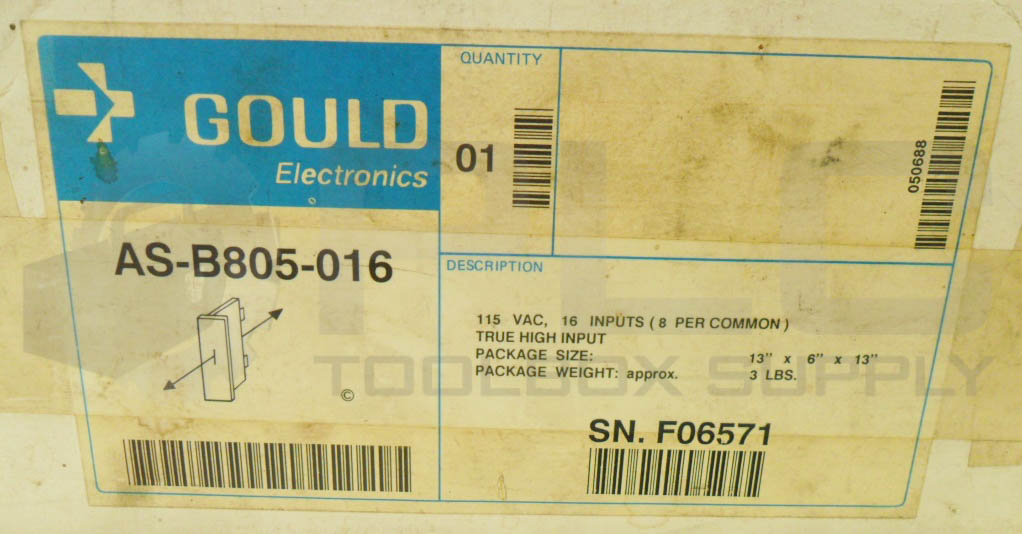 GOULD
Electronics
QUANTITY
01
050688
AS-B805-016
©
DESCRIPTION
115 VAC, 16 INPUTS ( 8 PER COMMON )
TRUE HIGH INPUT
PACKAGE SIZE: 13" x 6" x 13"
PACKAGE WEIGHT: approx. 3 LBS.
SN. F06571
PLC
TOOLBOX SUPPLY